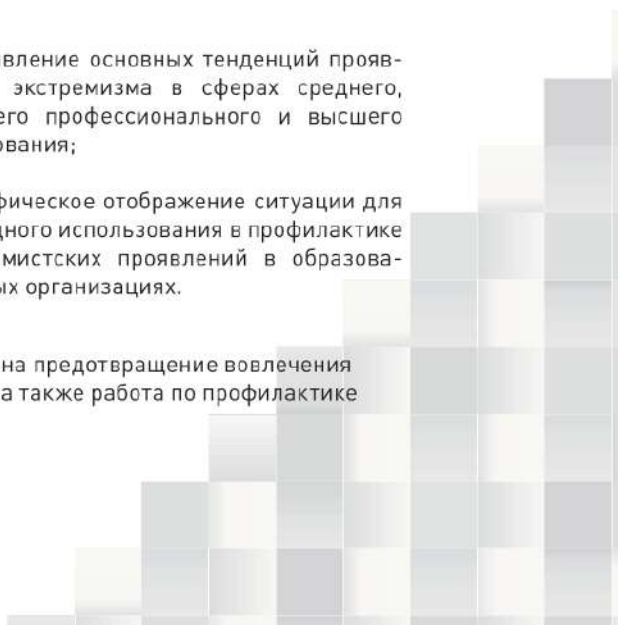 вление основных тенденций прояв-
экстремизма в сферах среднего,
его профессионального и высшего
ования;
фическое отображение ситуации для
дного использования в профилактике
мистских проявлений в образова-
ых организациях.
на предотвращение вовлечения
а также работа по профилактике